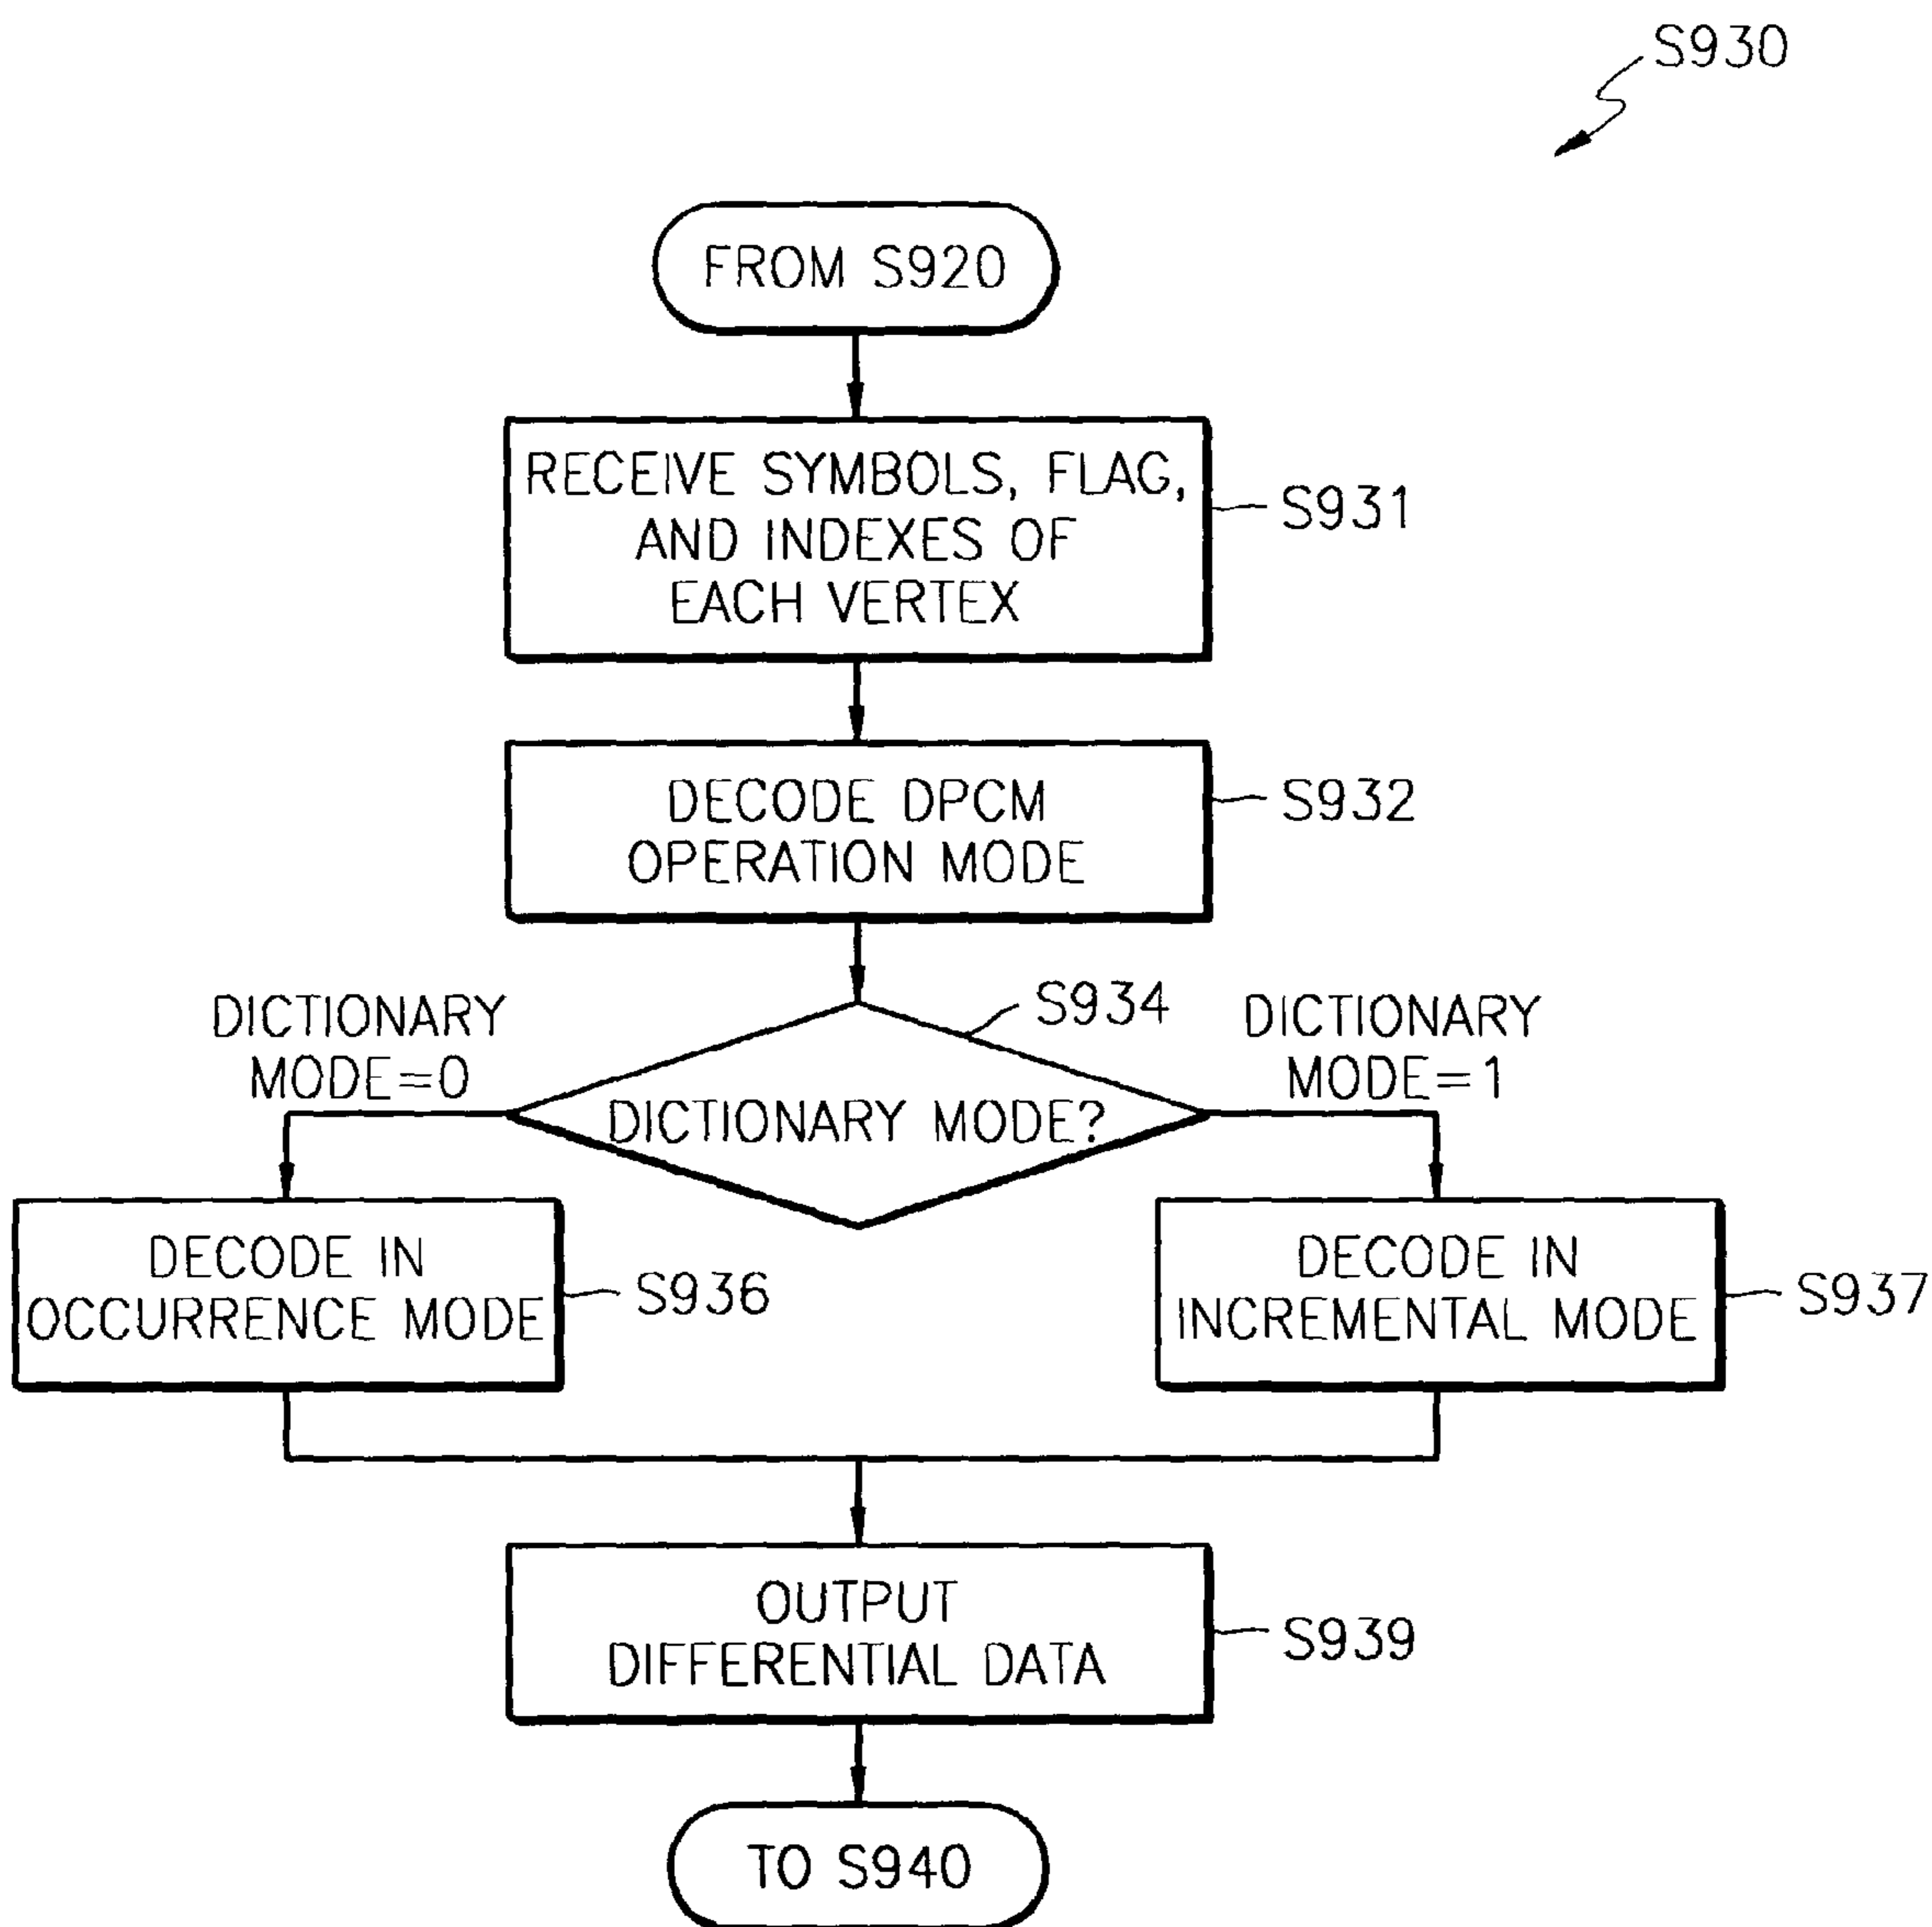 S930
FROM S920
RECEIVE SYMBOLS, FLAG,
AND INDEXES OF
EACH VERTEX
S931
DECODE DPCM
OPERATION MODE
S932
S934
DICTIONARY
MODE=0
DICTIONARY
MODE=1
DICTIONARY MODE?
DECODE IN
OCCURRENCE MODE
S936
DECODE IN
INCREMENTAL MODE
S937
OUTPUT
DIFFERENTIAL DATA
S939
TO S940